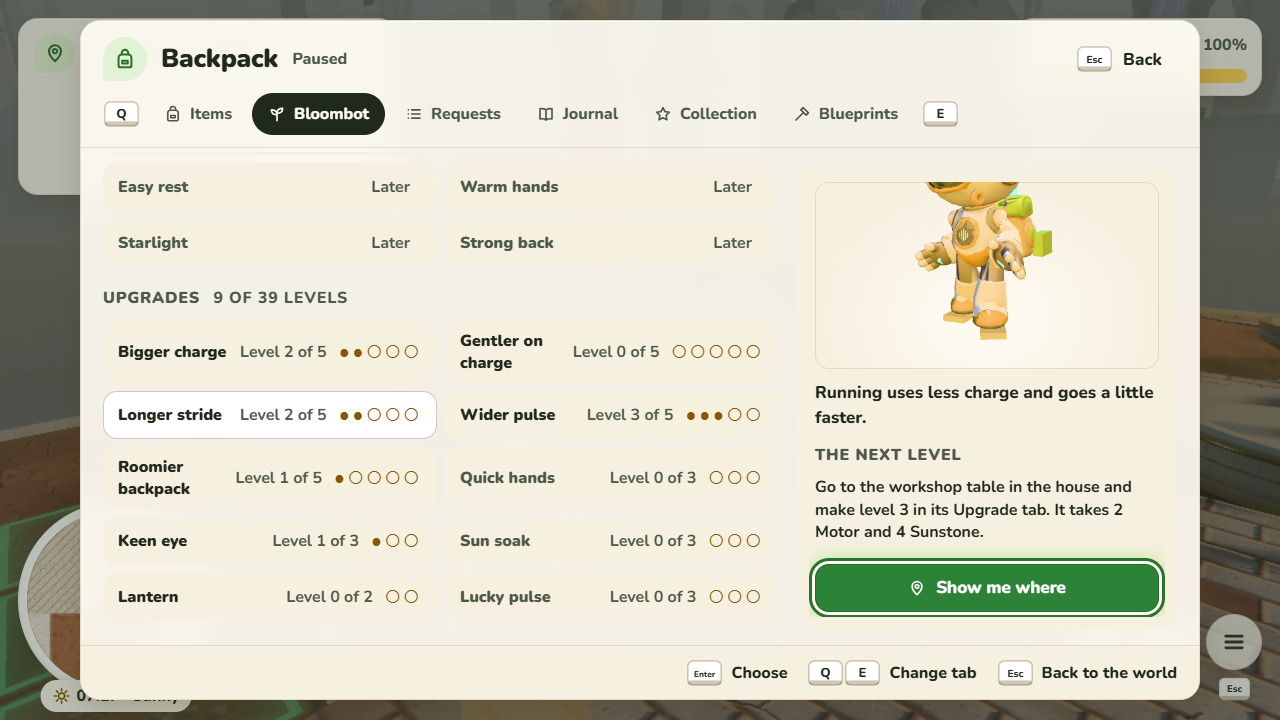 Backpack Paused
Esc Back
100%
Q Items Bloombot Requests Journal Collection Blueprints E
Easy rest Later
Warm hands Later
Starlight Later
Strong back Later
UPGRADES 9 OF 39 LEVELS
Bigger charge Level 2 of 5
Gentler on
charge Level 0 of 5
Longer stride Level 2 of 5
Wider pulse Level 3 of 5
Roomier
backpack Level 1 of 5
Quick hands Level 0 of 3
Keen eye Level 1 of 3
Sun soak Level 0 of 3
Lantern Level 0 of 2
Lucky pulse Level 0 of 3
Running uses less charge and goes a little
faster.
THE NEXT LEVEL
Go to the workshop table in the house and
make level 3 in its Upgrade tab. It takes 2
Motor and 4 Sunstone.
Show me where
Enter Choose Q E Change tab Esc Back to the world
Esc